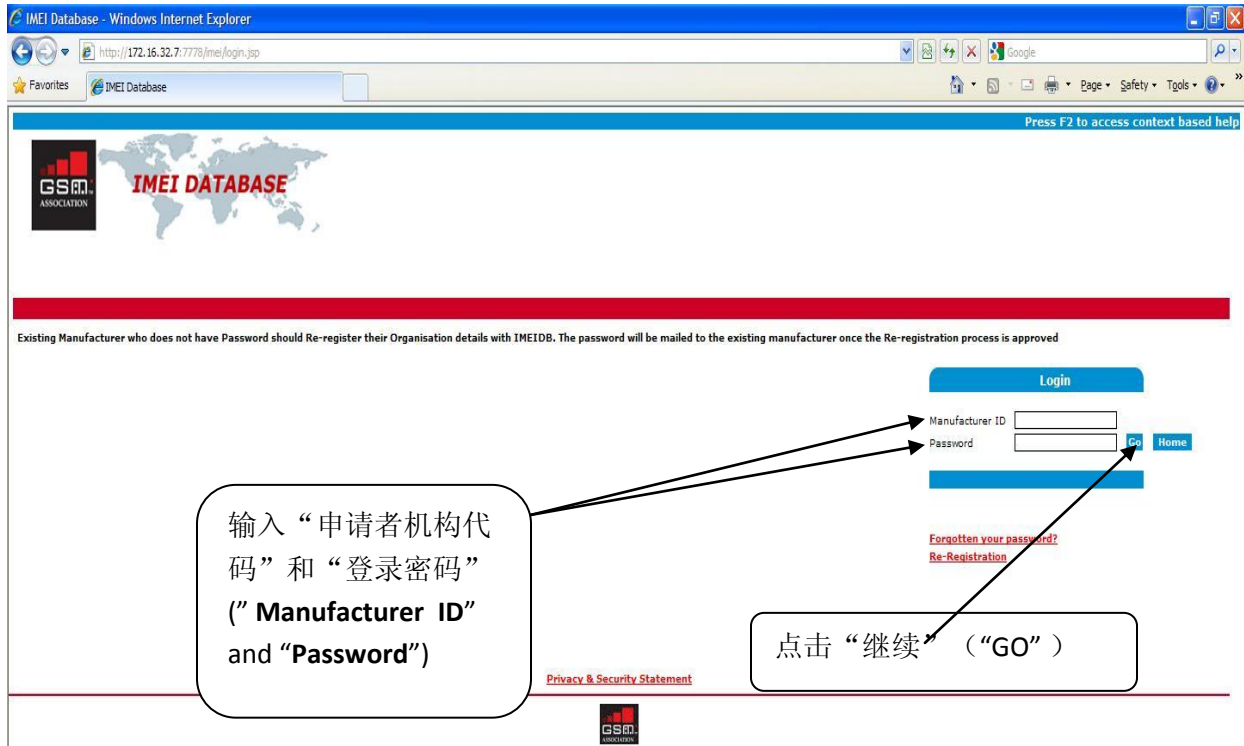 IMEI Database - Windows Internet Explorer
http://172.16.32.7:7778/imei/login.jsp
Google
Favorites
IMEI Database
Page
Safety
Tools
»
Press F2 to access context based help
GSM
ASSOCIATION
IMEI DATABASE
Existing Manufacturer who does not have Password should Re-register their Organisation details with IMEIDB. The password will be mailed to the existing manufacturer once the Re-registration process is approved
Login
Manufacturer ID
Password
Go
Home
输入“申请者机构代
码”和“登录密码”
(” Manufacturer ID”
and “Password”)
Forgotten your password?
Re-Registration
点击“继续” （“GO” ）
Privacy & Security Statement
GSM
ASSOCIATION